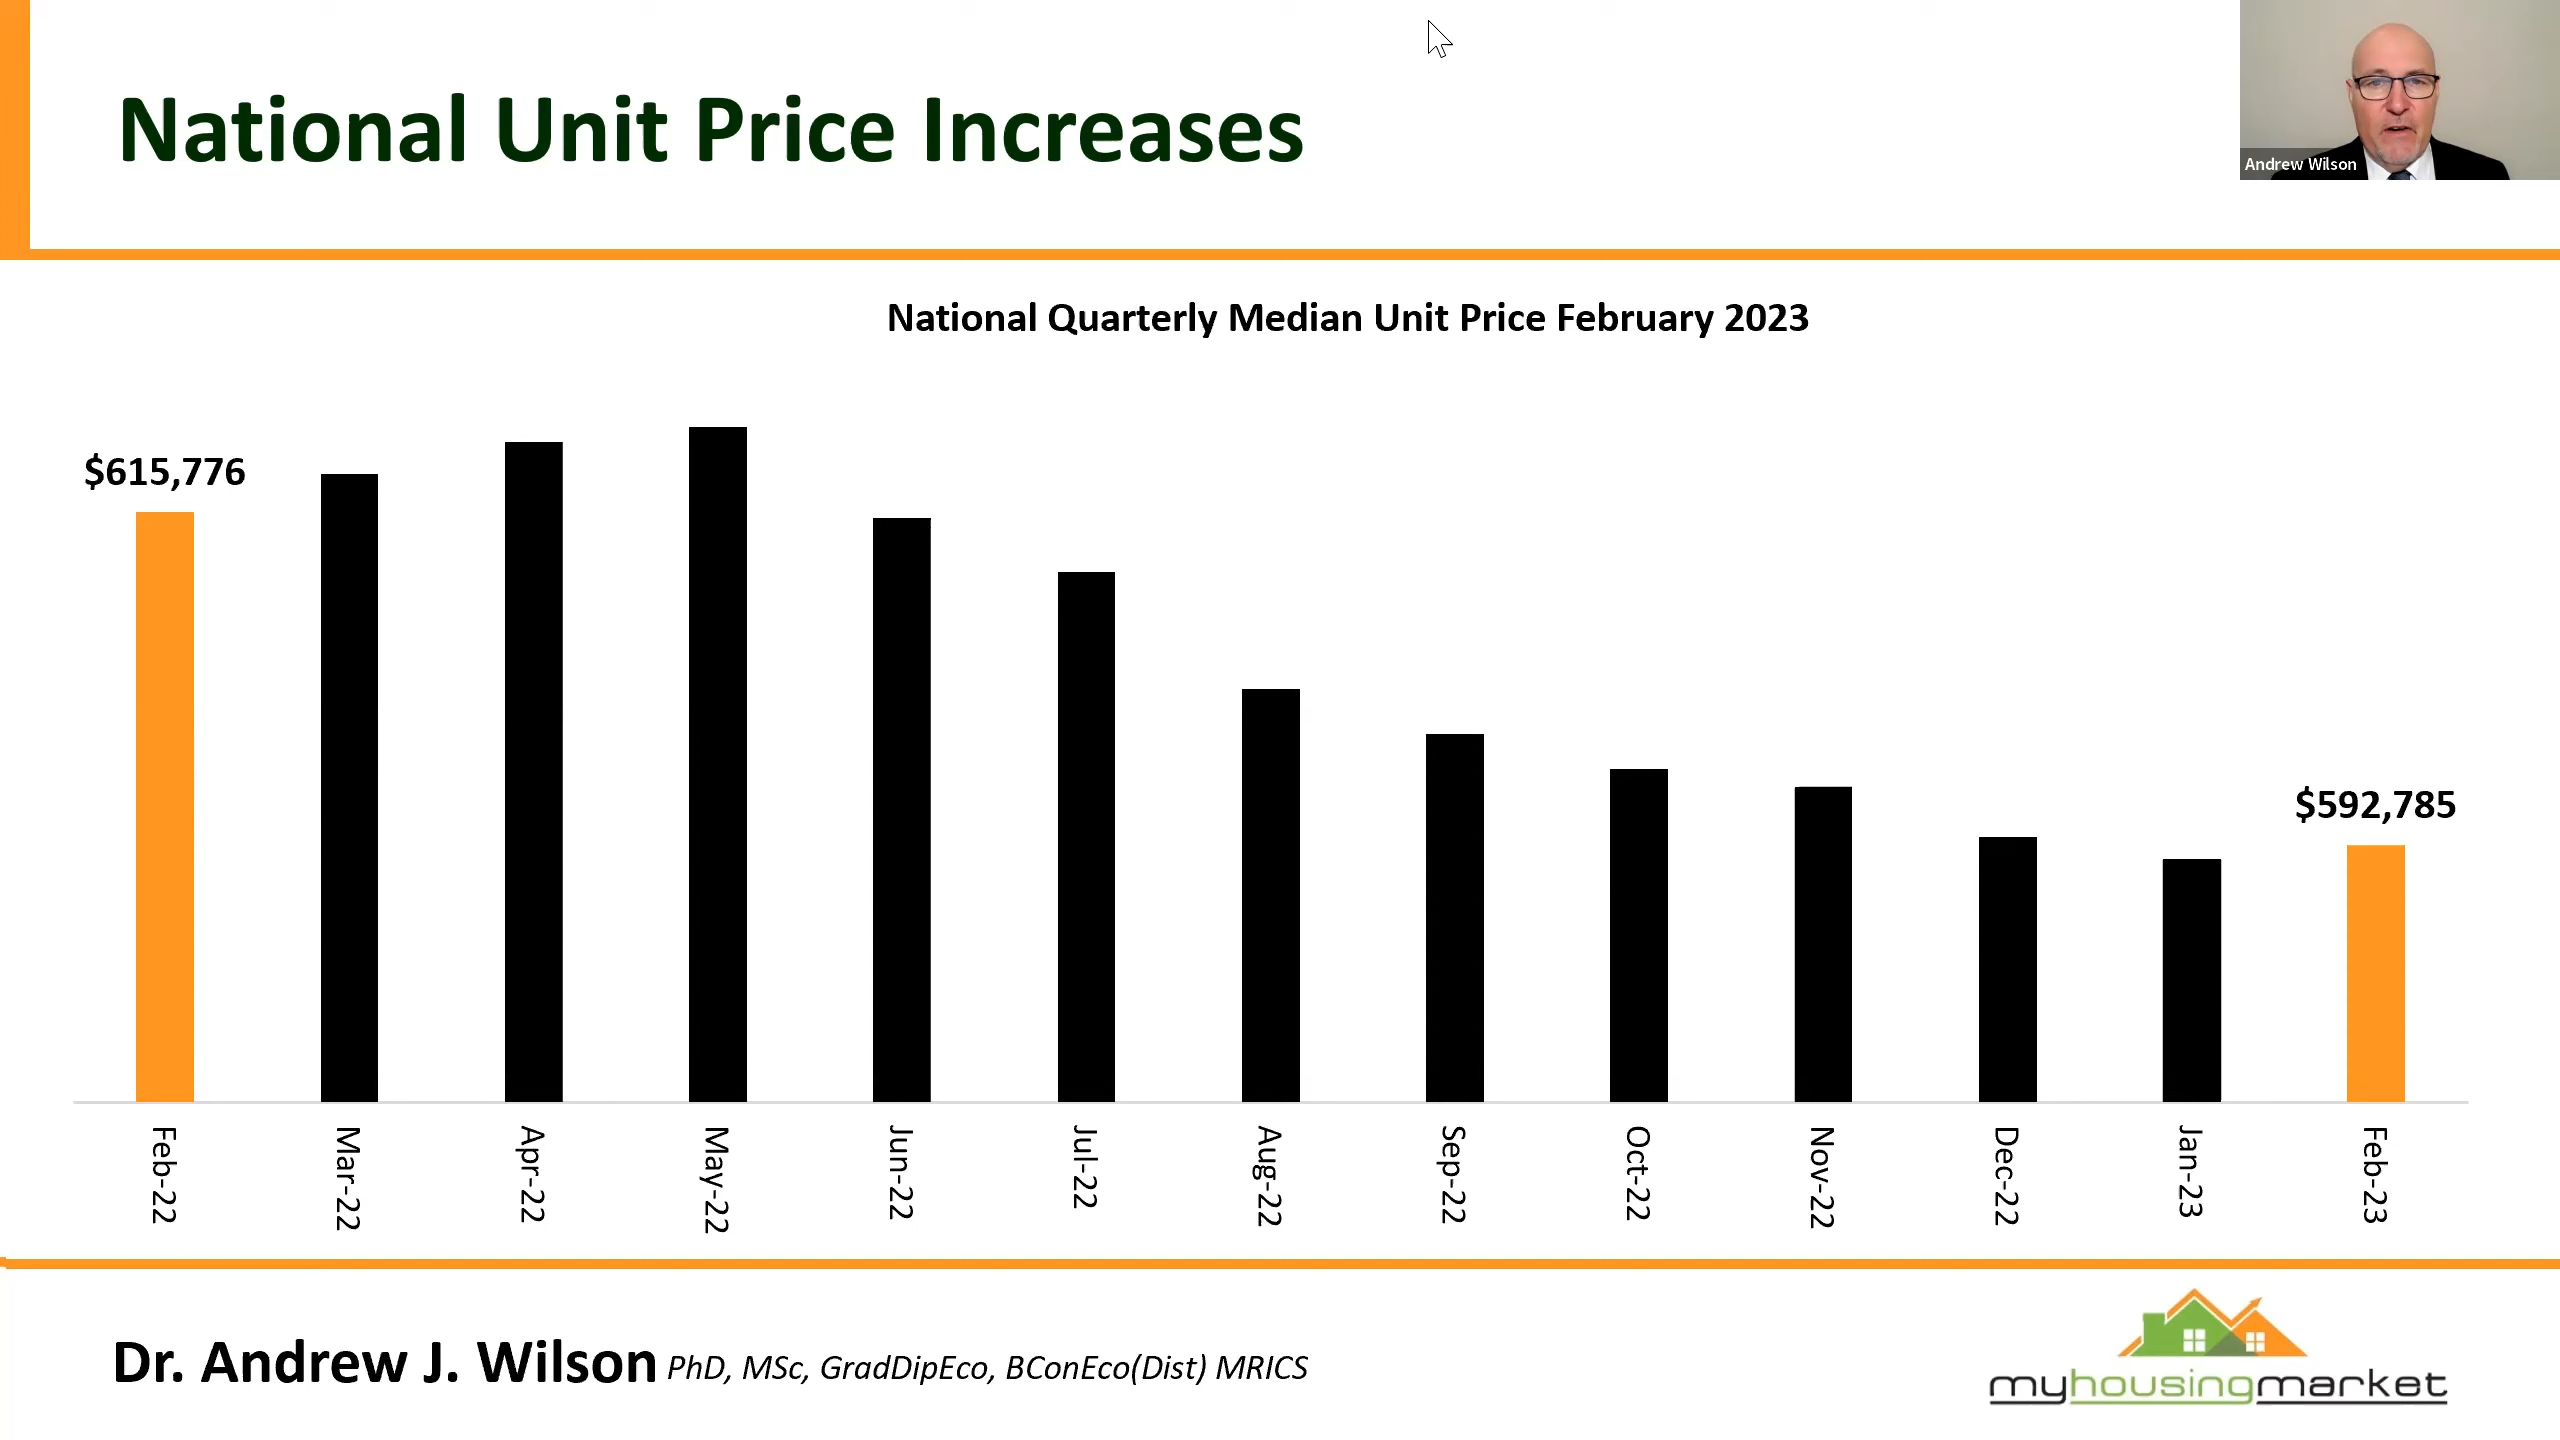 National Unit Price Increases
Andrew Wilson
National Quarterly Median Unit Price February 2023
$615,776
$592,785
Feb-22
Mar-22
Apr-22
May-22
Jun-22
Jul-22
Aug-22
Sep-22
Oct-22
Nov-22
Dec-22
Jan-23
Feb-23
Dr. Andrew J. Wilson PhD, MSc, GradDipEco, BConEco(Dist) MRICS
myhousingmarket